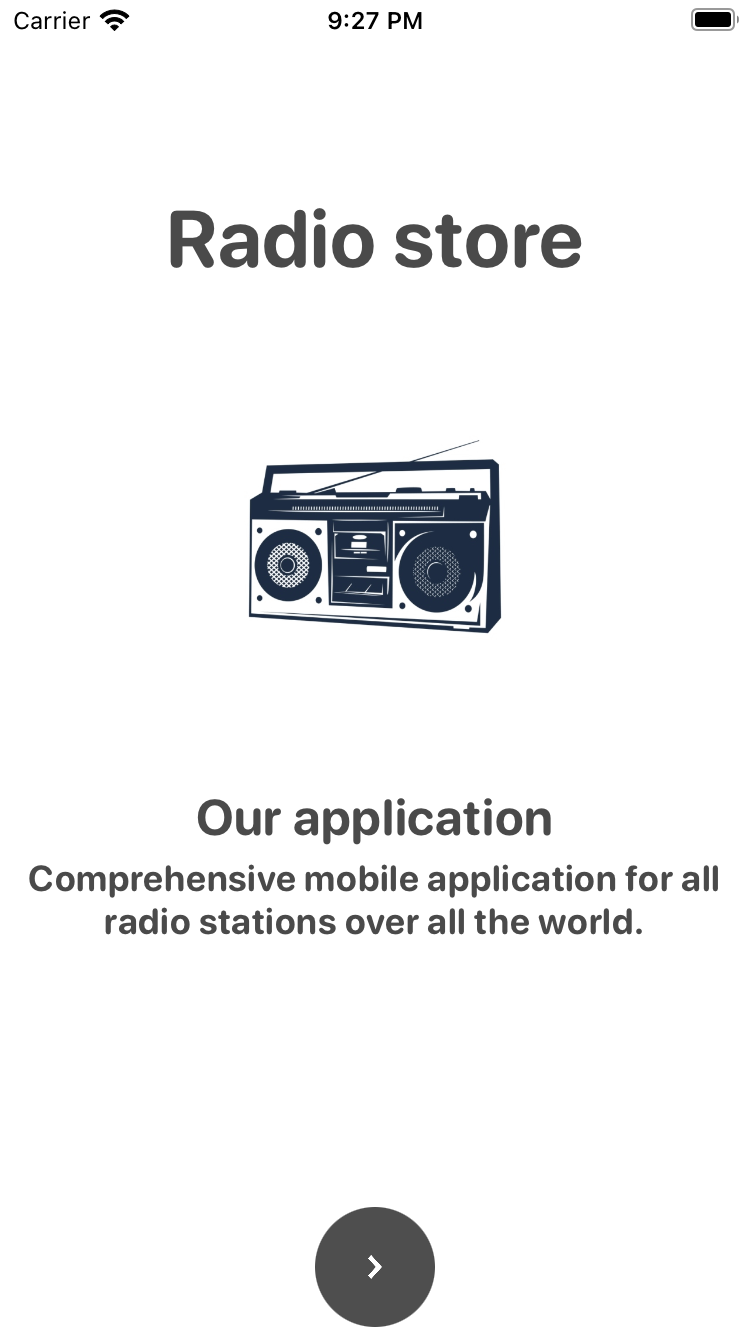 Carrier 9:27 PM
Radio store
Our application
Comprehensive mobile application for all
radio stations over all the world.